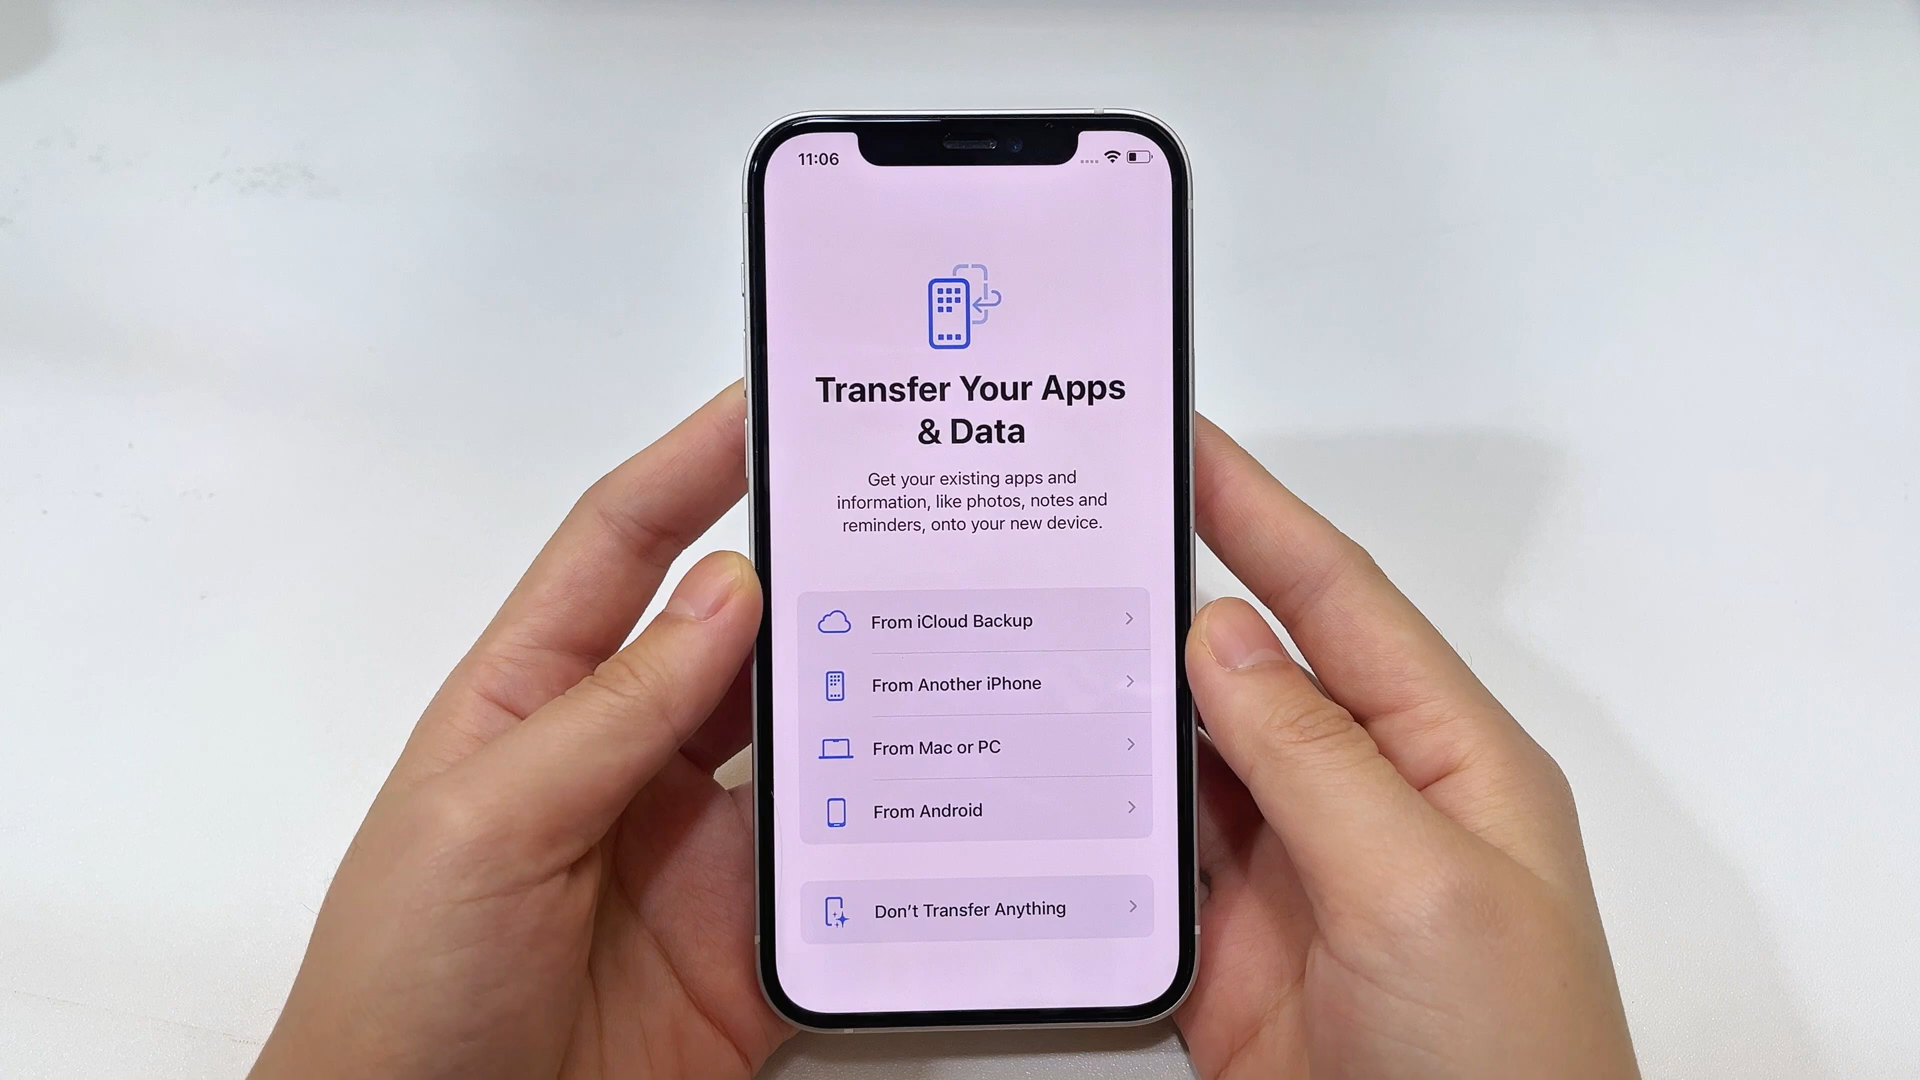 11:06
Transfer Your Apps
& Data
Get your existing apps and
information, like photos, notes and
reminders, onto your new device.
From iCloud Backup
From Another iPhone
From Mac or PC
From Android
Don’t Transfer Anything